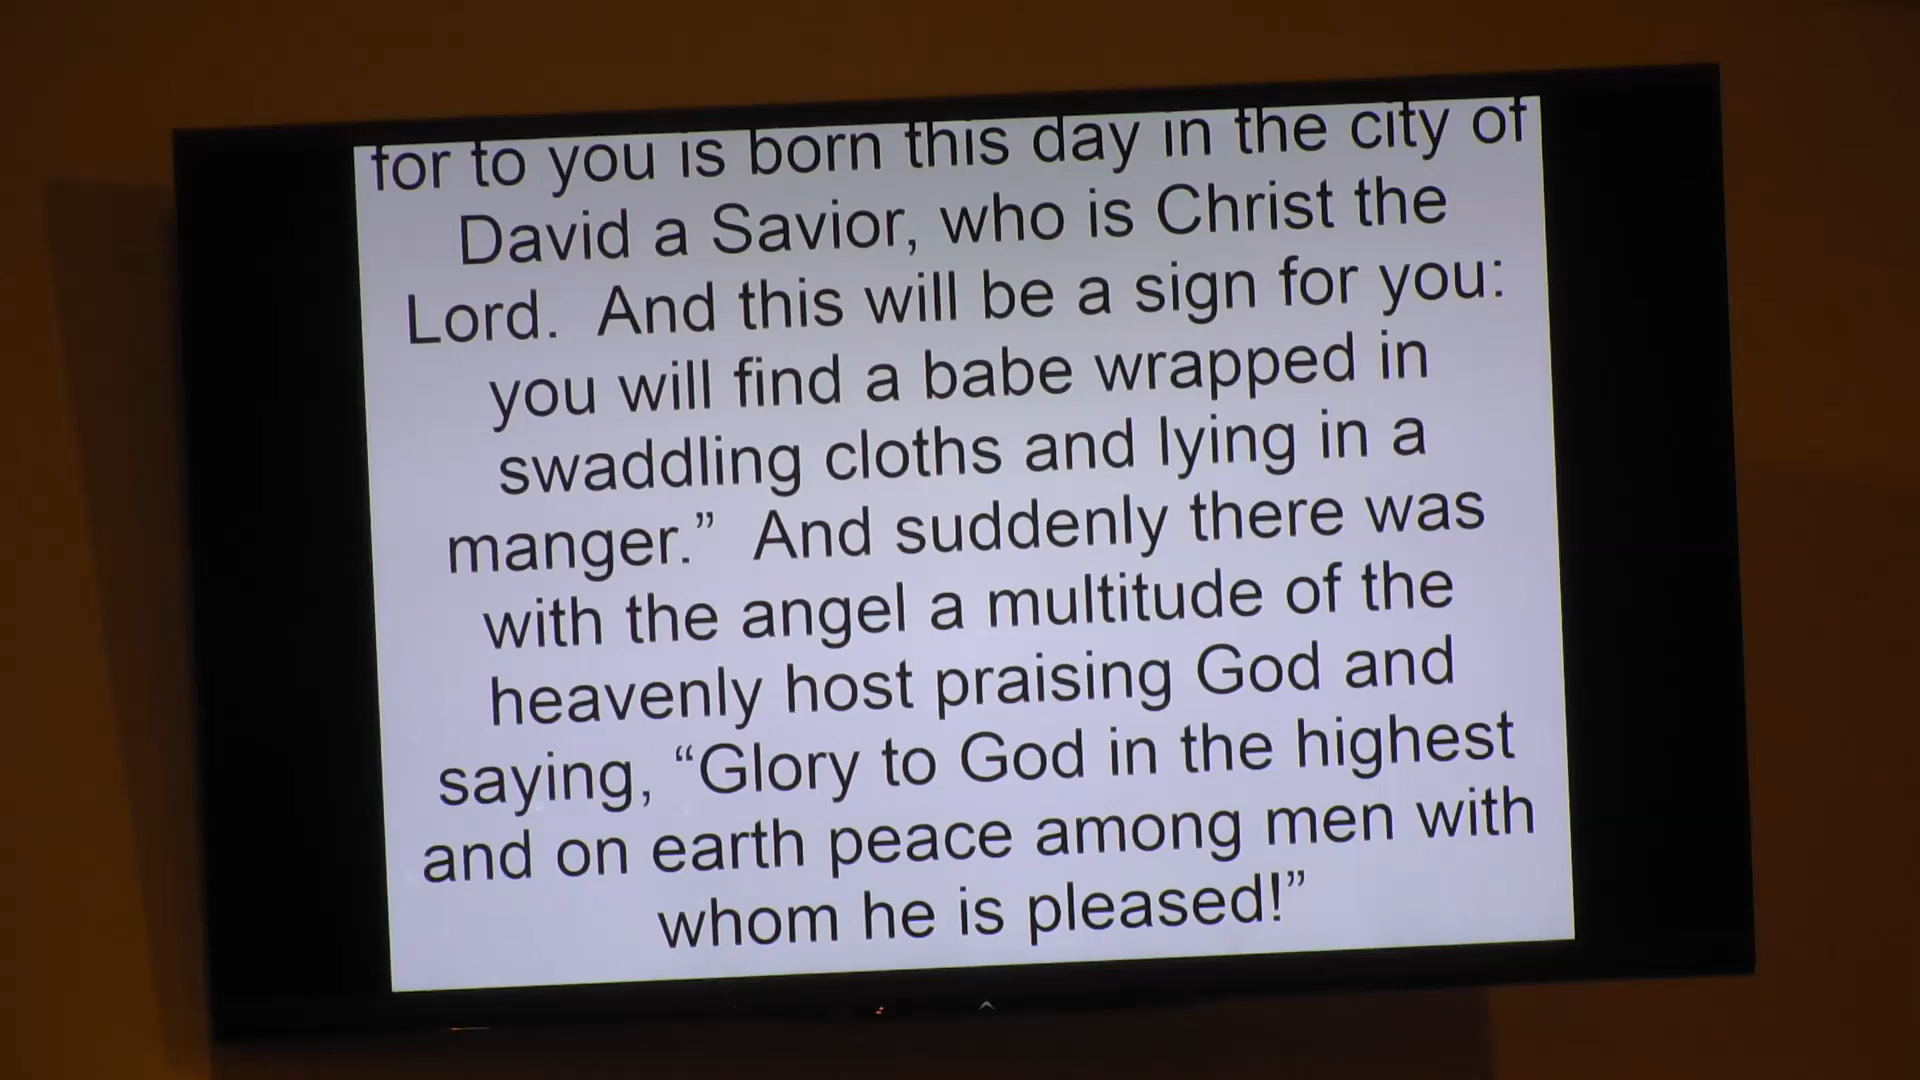 for to you is born this day in the city of
David a Savior, who is Christ the
Lord.  And this will be a sign for you:
you will find a babe wrapped in
swaddling cloths and lying in a
manger.”  And suddenly there was
with the angel a multitude of the
heavenly host praising God and
saying, “Glory to God in the highest
and on earth peace among men with
whom he is pleased!”